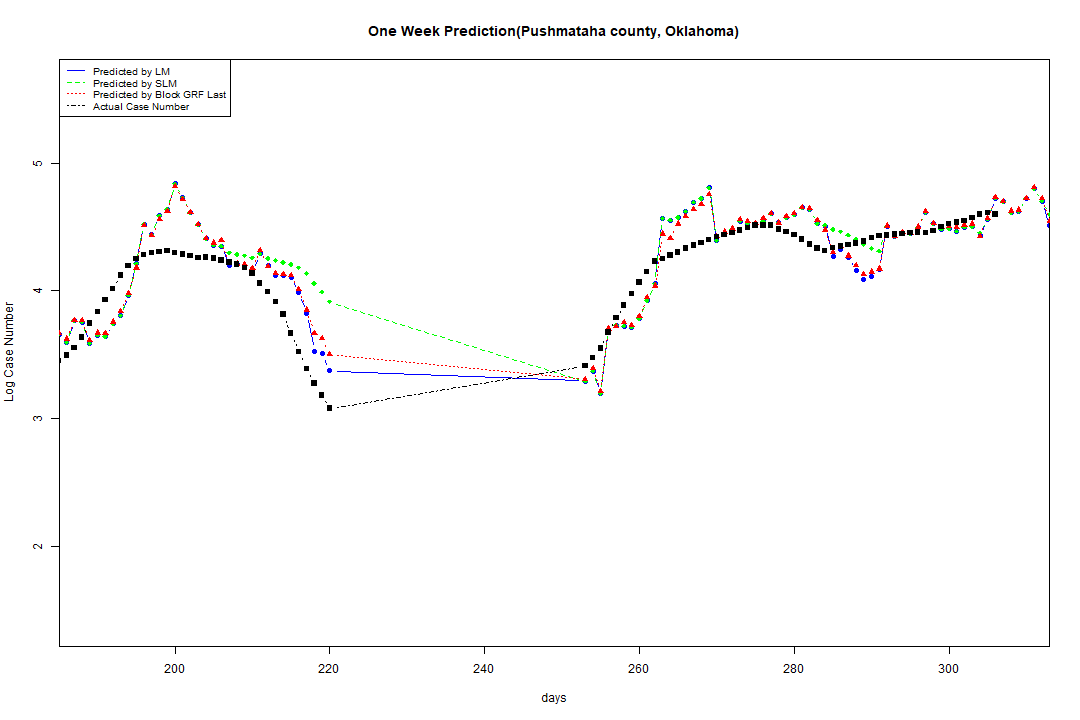 One Week Prediction(Pushmataha county, Oklahoma)
Predicted by LM
Predicted by SLM
Predicted by Block GRF Last
Actual Case Number
5
4
3
2
Log Case Number
200 220 240 260 280 300
days